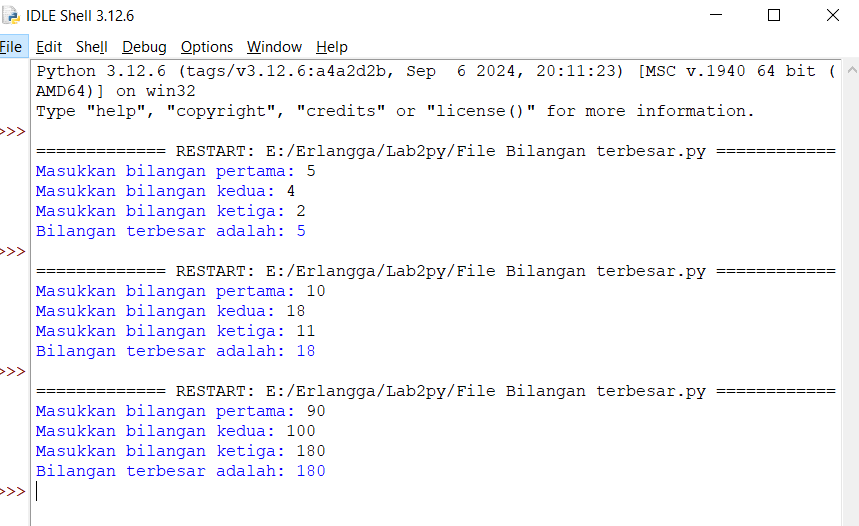 IDLE Shell 3.12.6
File Edit Shell Debug Options Window Help
Python 3.12.6 (tags/v3.12.6:a4a2d2b, Sep  6 2024, 20:11:23) [MSC v.1940 64 bit (
AMD64)] on win32
Type "help", "copyright", "credits" or "license()" for more information.
>>>
============= RESTART: E:/Erlangga/Lab2py/File Bilangan terbesar.py ============
Masukkan bilangan pertama: 5
Masukkan bilangan kedua: 4
Masukkan bilangan ketiga: 2
Bilangan terbesar adalah: 5
>>>
============= RESTART: E:/Erlangga/Lab2py/File Bilangan terbesar.py ============
Masukkan bilangan pertama: 10
Masukkan bilangan kedua: 18
Masukkan bilangan ketiga: 11
Bilangan terbesar adalah: 18
>>>
============= RESTART: E:/Erlangga/Lab2py/File Bilangan terbesar.py ============
Masukkan bilangan pertama: 90
Masukkan bilangan kedua: 100
Masukkan bilangan ketiga: 180
Bilangan terbesar adalah: 180
>>>